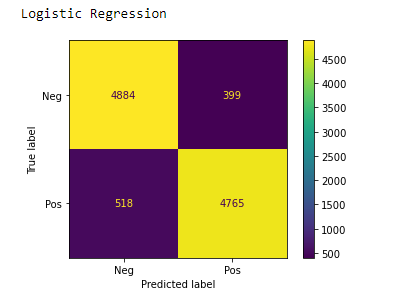 Logistic Regression
Neg
4884
399
4500
4000
3500
3000
2500
2000
1500
1000
500
True label
Pos
518
4765
Neg
Pos
Predicted label